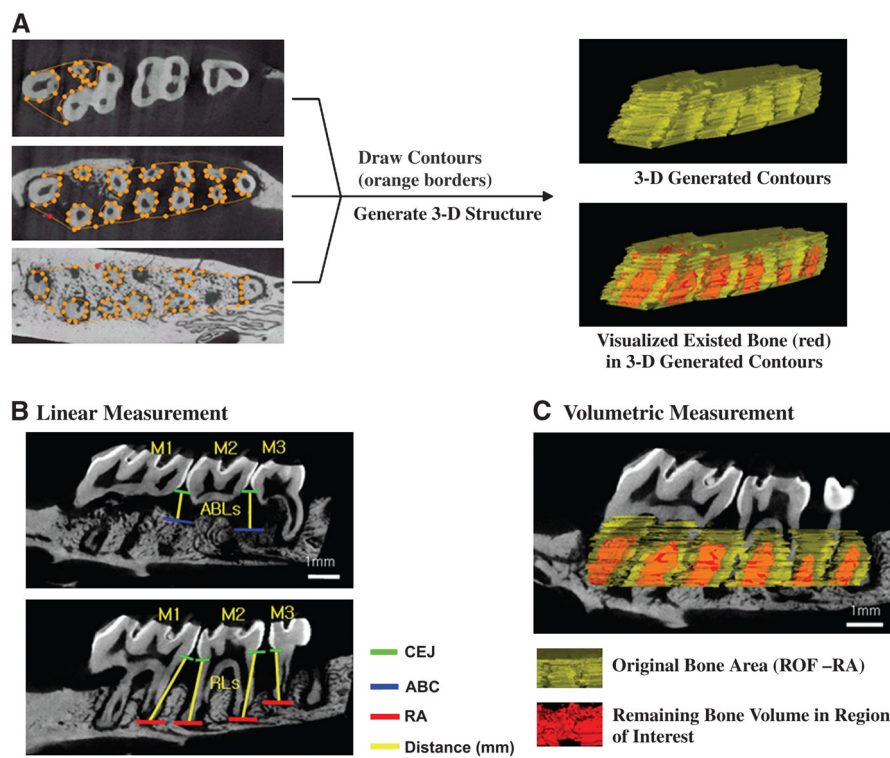 A
Draw Contours
(orange borders)
Generate 3-D Structure
3-D Generated Contours
Visualized Existed Bone (red)
in 3-D Generated Contours
B Linear Measurement
M1 M2 M3
ABLs
1mm
M1 M2 M3
RLs
CEJ
ABC
RA
Distance (mm)
C Volumetric Measurement
1mm
Original Bone Area (ROF –RA)
Remaining Bone Volume in Region
of Interest